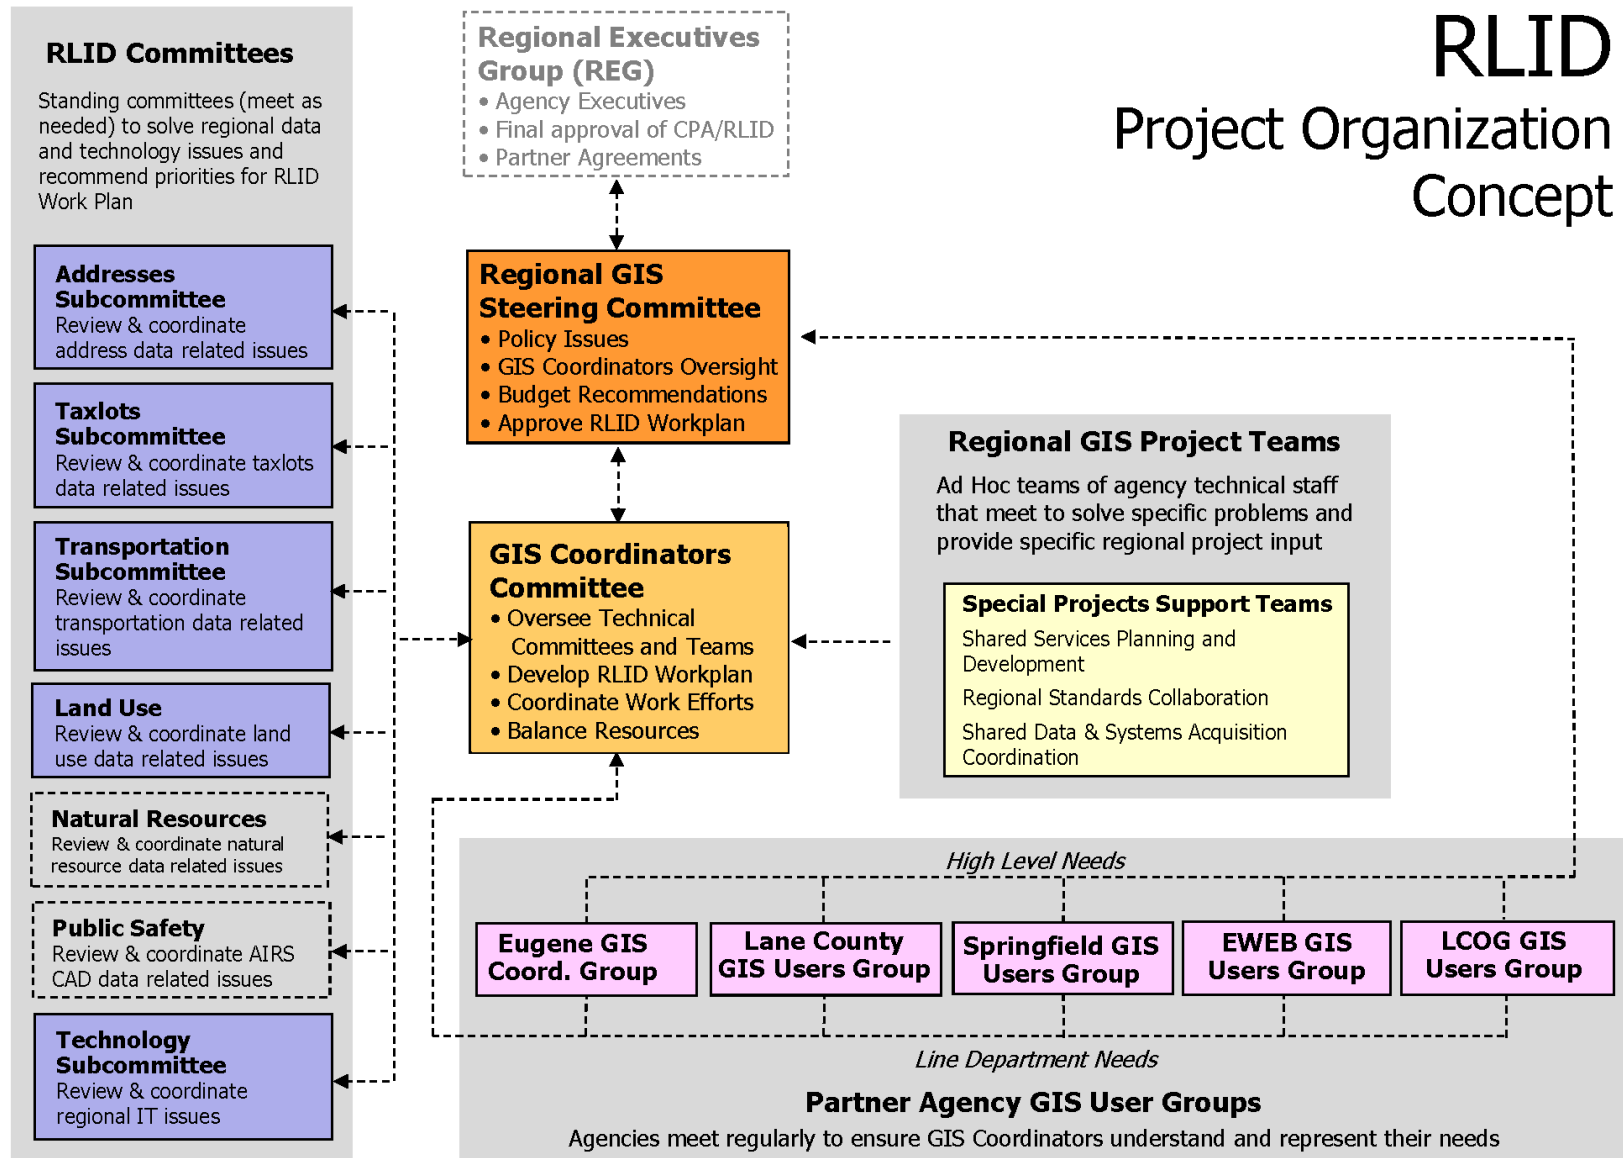 RLID
Project Organization
Concept
RLID Committees
Standing committees (meet as
needed) to solve regional data
and technology issues and
recommend priorities for RLID
Work Plan
Addresses
Subcommittee
Review & coordinate
address data related issues
Taxlots
Subcommittee
Review & coordinate taxlots
data related issues
Transportation
Subcommittee
Review & coordinate
transportation data related
issues
Land Use
Review & coordinate land
use data related issues
Natural Resources
Review & coordinate natural
resource data related issues
Public Safety
Review & coordinate AIRS
CAD data related issues
Technology
Subcommittee
Review & coordinate
regional IT issues
Regional Executives
Group (REG)
• Agency Executives
• Final approval of CPA/RLID
• Partner Agreements
Regional GIS
Steering Committee
• Policy Issues
• GIS Coordinators Oversight
• Budget Recommendations
• Approve RLID Workplan
GIS Coordinators
Committee
• Oversee Technical
Committees and Teams
• Develop RLID Workplan
• Coordinate Work Efforts
• Balance Resources
Regional GIS Project Teams
Ad Hoc teams of agency technical staff
that meet to solve specific problems and
provide specific regional project input
Special Projects Support Teams
Shared Services Planning and
Development
Regional Standards Collaboration
Shared Data & Systems Acquisition
Coordination
High Level Needs
Eugene GIS
Coord. Group
Lane County
GIS Users Group
Springfield GIS
Users Group
EWEB GIS
Users Group
LCOG GIS
Users Group
Line Department Needs
Partner Agency GIS User Groups
Agencies meet regularly to ensure GIS Coordinators understand and represent their needs